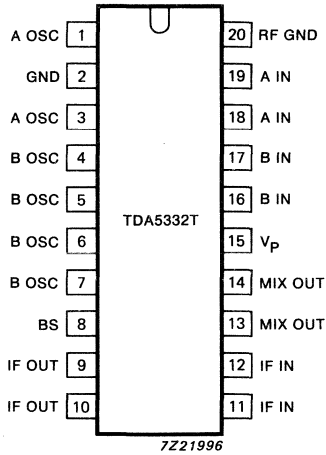 A OSC 1 20 RF GND
GND 2 19 A IN
A OSC 3 18 A IN
B OSC 4 17 B IN
B OSC 5 16 B IN
TDA5332T
B OSC 6 15 VP
B OSC 7 14 MIX OUT
BS 8 13 MIX OUT
IF OUT 9 12 IF IN
IF OUT 10 11 IF IN
7Z21996